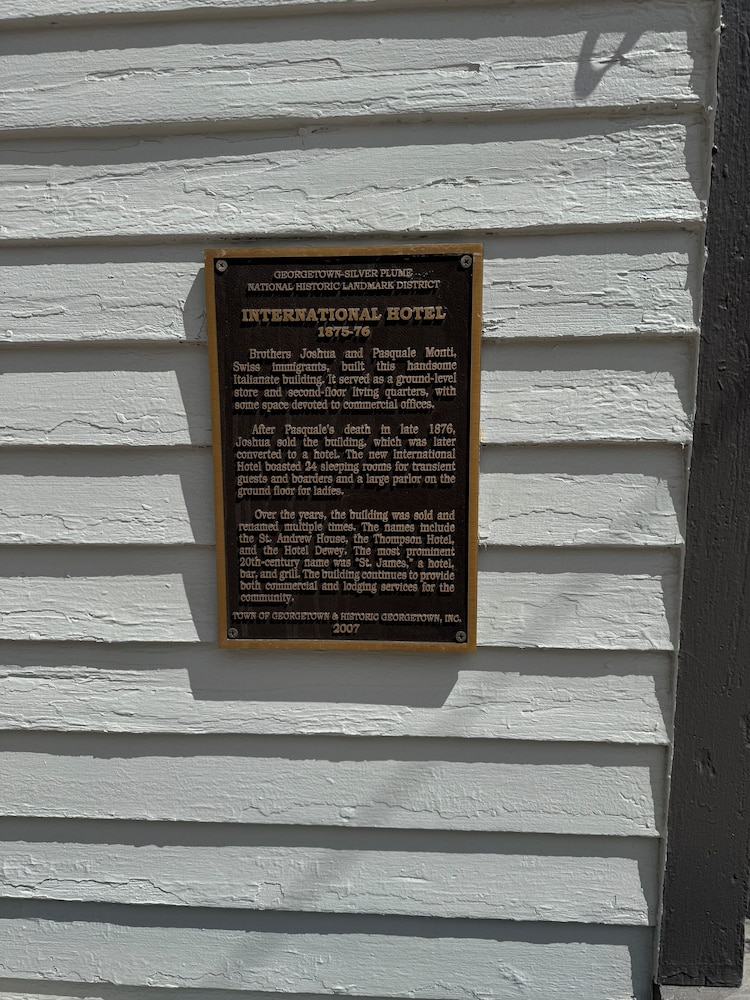 GEORGETOWN-SILVER PLUME
NATIONAL HISTORIC LANDMARK DISTRICT
INTERNATIONAL HOTEL
1875-76
Brothers Joshua and Pasquale Monti,
Swiss immigrants, built this handsome
Italianate building. It served as a ground-level
store and second-floor living quarters, with
some space devoted to commercial offices.
After Pasquale's death in late 1876,
Joshua sold the building, which was later
converted to a hotel. The new International
Hotel boasted 24 sleeping rooms for transient
guests and boarders and a large parlor on the
ground floor for ladies.
Over the years, the building was sold and
renamed multiple times. The names include
the St. Andrew House, the Thompson Hotel,
and the Hotel Dewey. The most prominent
20th-century name was "St. James," a hotel,
bar, and grill. The building continues to provide
both commercial and lodging services for the
community.
TOWN OF GEORGETOWN & HISTORIC GEORGETOWN, INC.
2007